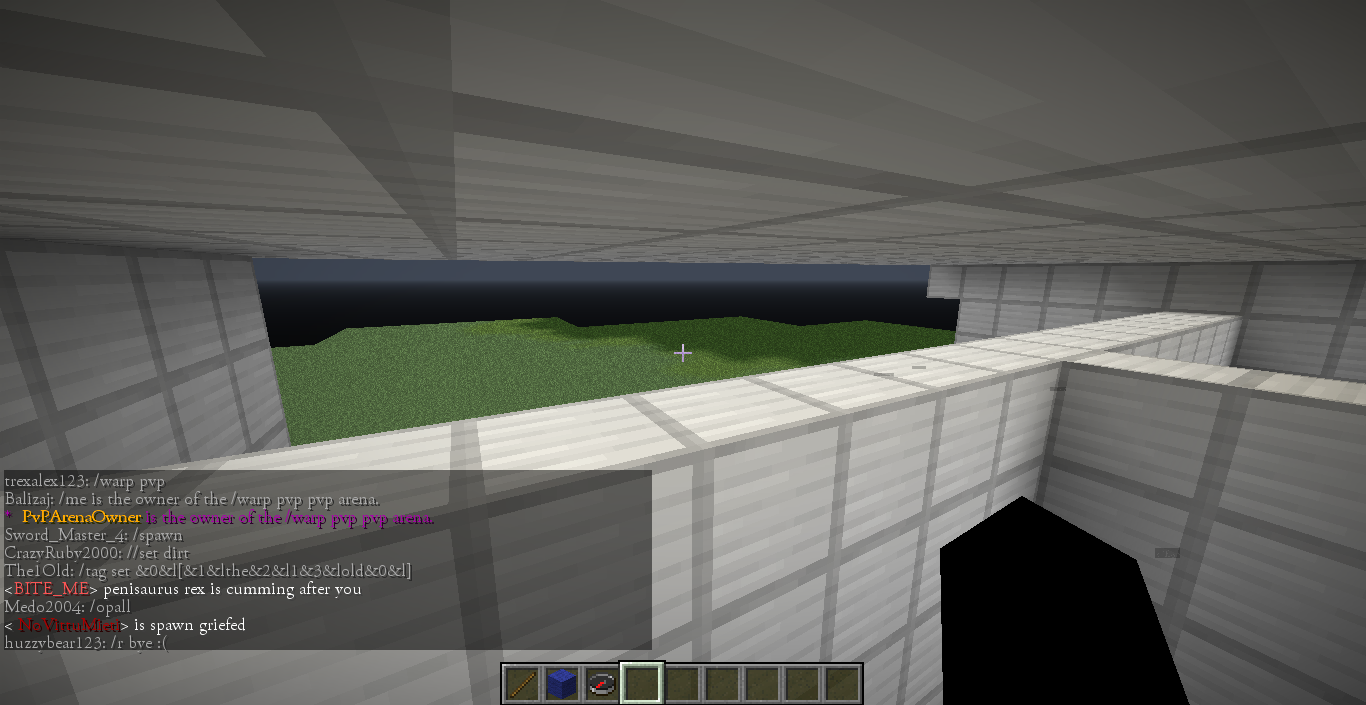 trexalex123: /warp pvp
Balizaj: /me is the owner of the /warp pvp pvp arena.
* PvPArenaOwner is the owner of the /warp pvp pvp arena.
Sword_Master_4: /spawn
CrazyRuby2000: //set dirt
The1Old: /tag set &0&l[&1&lthe&2&l1&3&lold&0&l]
<BITE_ME> penisaurus rex is cumming after you
Medo2004: /opall
< NoVittuMieti> is spawn griefed
huzzybear123: /r bye :(